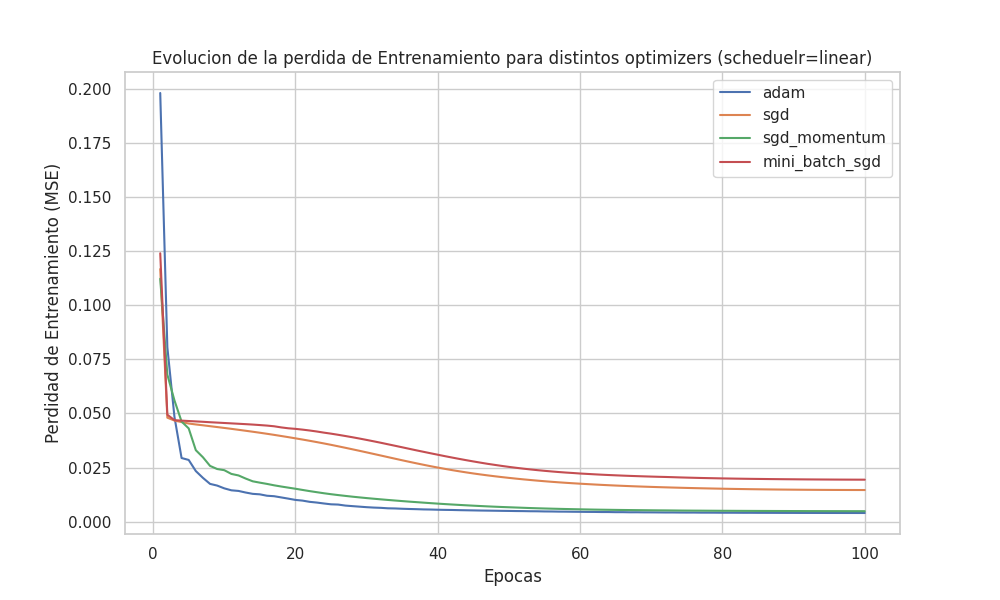 Evolucion de la perdida de Entrenamiento para distintos optimizers (scheduelr=linear)
adam
sgd
sgd_momentum
mini_batch_sgd
Perdidad de Entrenamiento (MSE)
0.200
0.175
0.150
0.125
0.100
0.075
0.050
0.025
0.000
0 20 40 60 80 100
Epocas